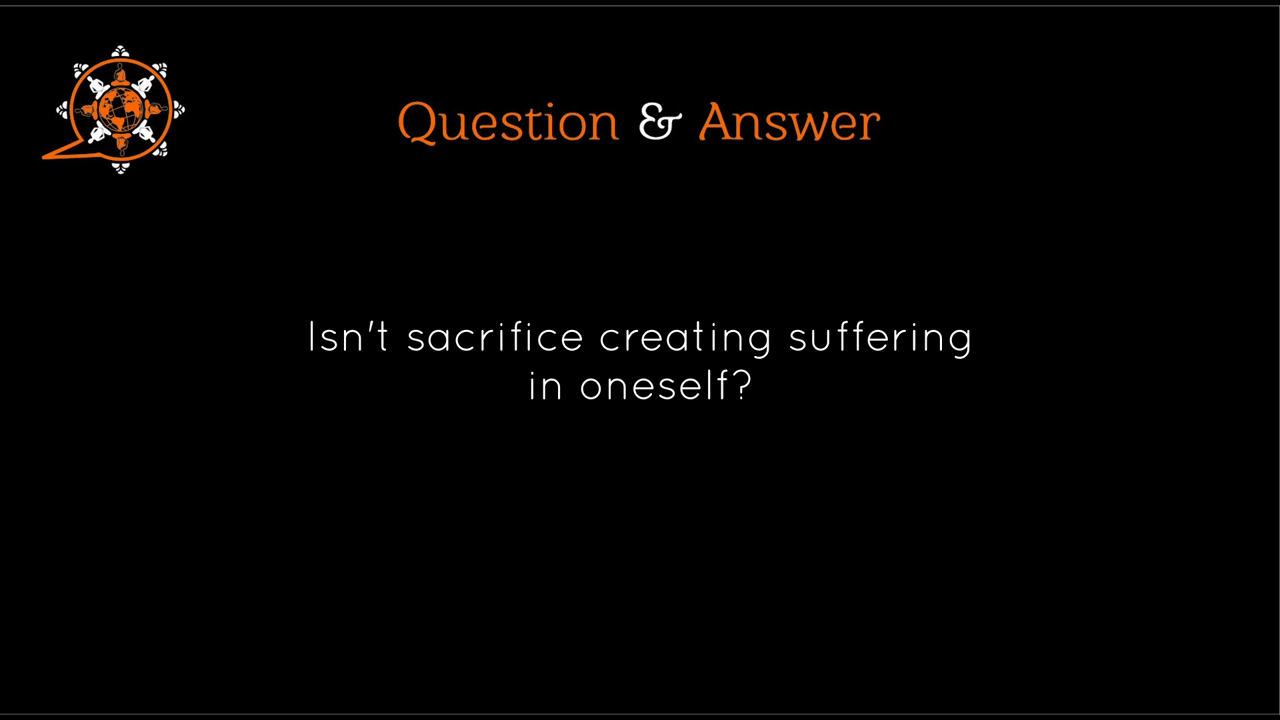 Question & Answer
Isn't sacrifice creating suffering
in oneself?